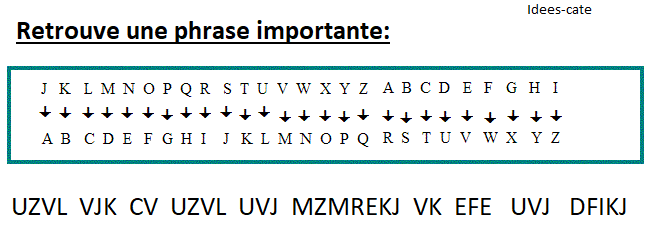 Idees-cate
Retrouve une phrase importante:
J K L M N O P Q R S T U V W X Y Z A B C D E F G H I
A B C D E F G H I J K L M N O P Q R S T U V W X Y Z
UZVL VJK CV UZVL UVJ MZMREKJ VK EFE UVJ DFIKJ